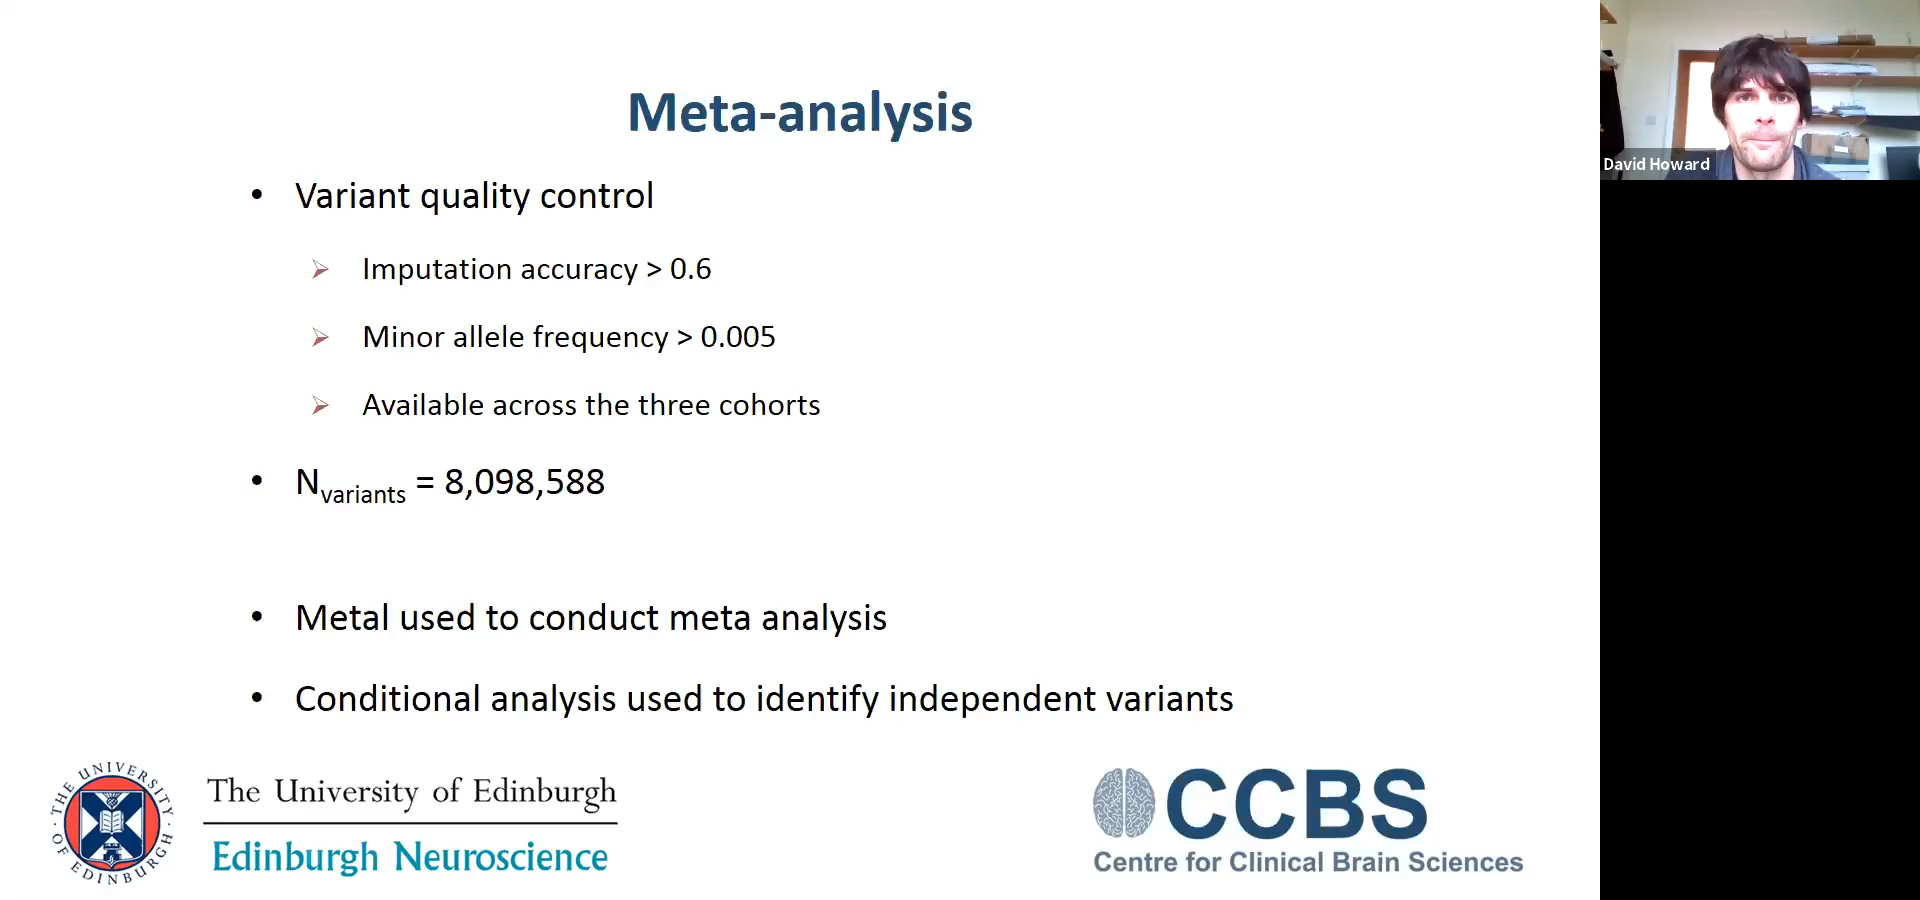 Meta-analysis
• Variant quality control
➢ Imputation accuracy > 0.6
➢ Minor allele frequency > 0.005
➢ Available across the three cohorts
• Nvariants = 8,098,588
• Metal used to conduct meta analysis
• Conditional analysis used to identify independent variants
THE UNIVERSITY OF EDINBURGH
The University of Edinburgh
Edinburgh Neuroscience
CCBS
Centre for Clinical Brain Sciences
David Howard